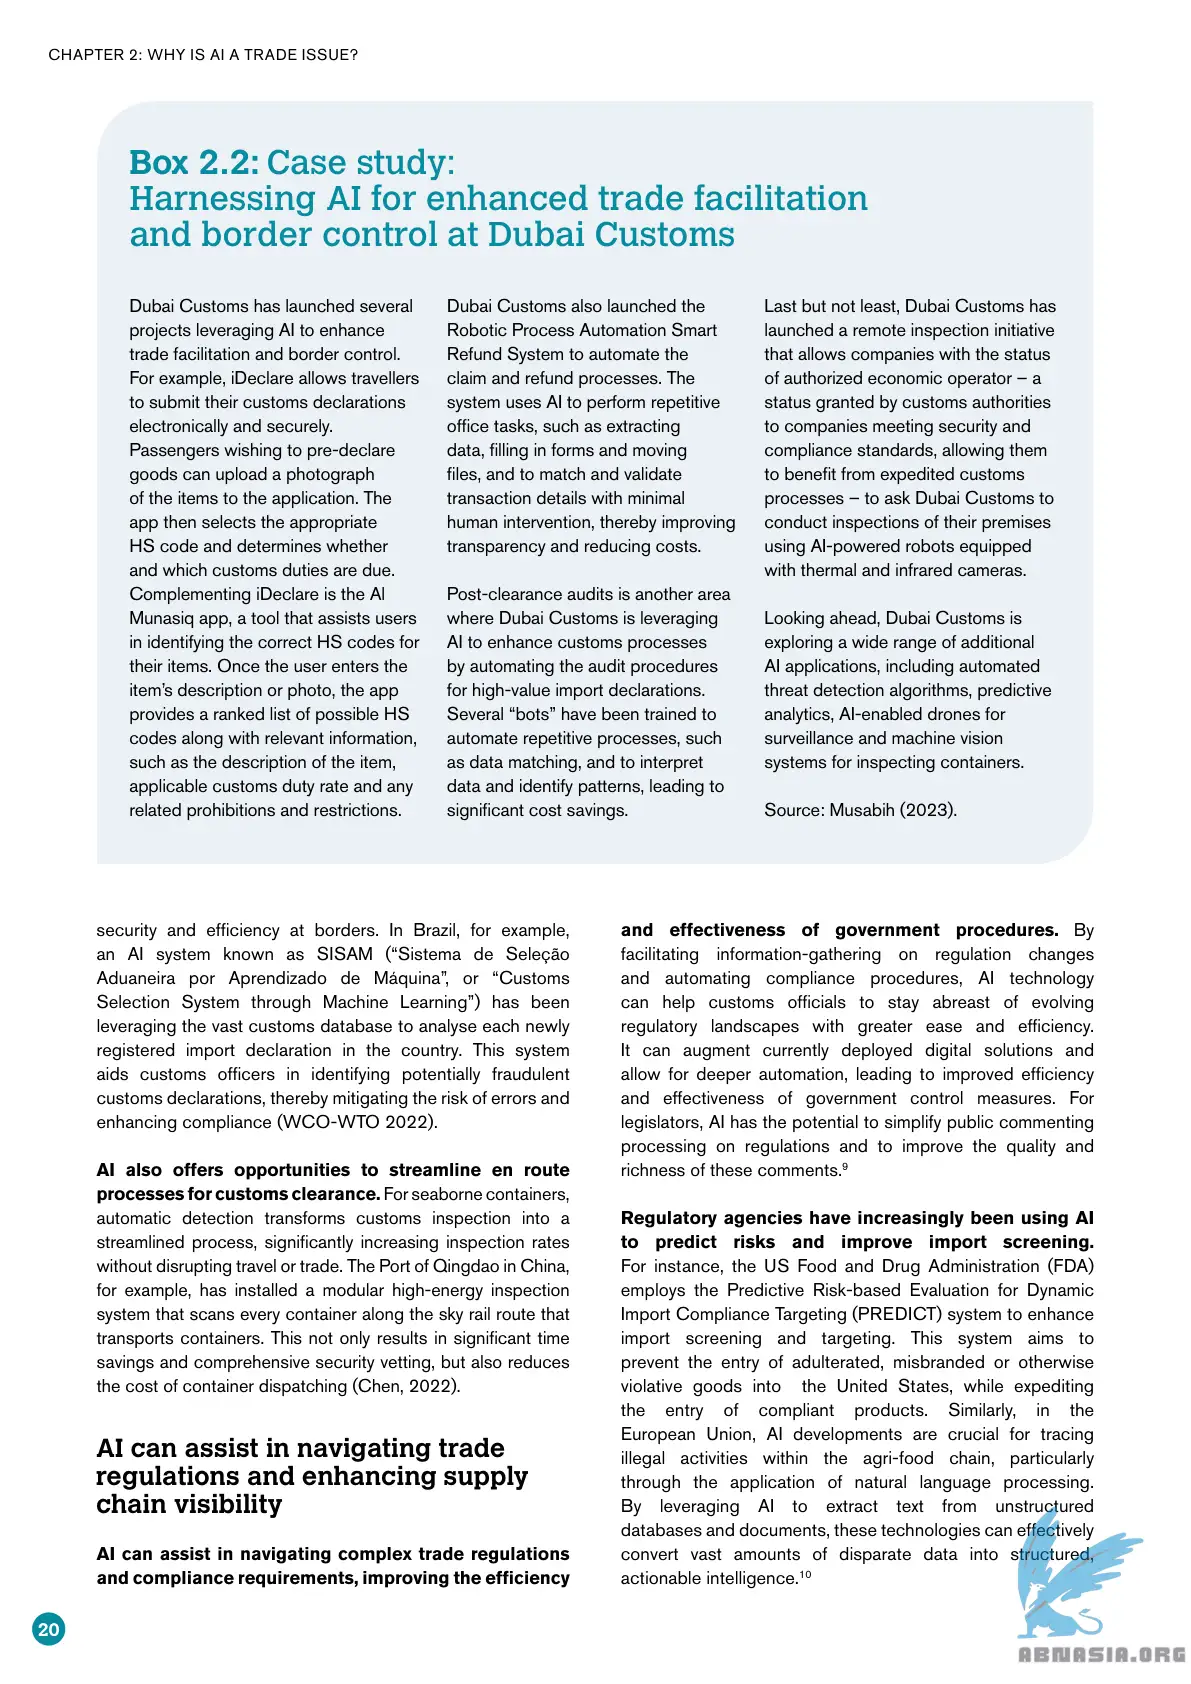 CHAPTER 2: WHY IS AI A TRADE ISSUE?
Box 2.2: Case study:
Harnessing AI for enhanced trade facilitation
and border control at Dubai Customs
Dubai Customs has launched several
projects leveraging AI to enhance
trade facilitation and border control.
For example, iDeclare allows travellers
to submit their customs declarations
electronically and securely.
Passengers wishing to pre-declare
goods can upload a photograph
of the items to the application. The
app then selects the appropriate
HS code and determines whether
and which customs duties are due.
Complementing iDeclare is the Al
Munasiq app, a tool that assists users
in identifying the correct HS codes for
their items. Once the user enters the
item’s description or photo, the app
provides a ranked list of possible HS
codes along with relevant information,
such as the description of the item,
applicable customs duty rate and any
related prohibitions and restrictions.
Dubai Customs also launched the
Robotic Process Automation Smart
Refund System to automate the
claim and refund processes. The
system uses AI to perform repetitive
office tasks, such as extracting
data, filling in forms and moving
files, and to match and validate
transaction details with minimal
human intervention, thereby improving
transparency and reducing costs.
Post-clearance audits is another area
where Dubai Customs is leveraging
AI to enhance customs processes
by automating the audit procedures
for high-value import declarations.
Several “bots” have been trained to
automate repetitive processes, such
as data matching, and to interpret
data and identify patterns, leading to
significant cost savings.
Last but not least, Dubai Customs has
launched a remote inspection initiative
that allows companies with the status
of authorized economic operator – a
status granted by customs authorities
to companies meeting security and
compliance standards, allowing them
to benefit from expedited customs
processes – to ask Dubai Customs to
conduct inspections of their premises
using AI-powered robots equipped
with thermal and infrared cameras.
Looking ahead, Dubai Customs is
exploring a wide range of additional
AI applications, including automated
threat detection algorithms, predictive
analytics, AI-enabled drones for
surveillance and machine vision
systems for inspecting containers.
Source: Musabih (2023).
security and efficiency at borders. In Brazil, for example,
an AI system known as SISAM (“Sistema de Seleção
Aduaneira por Aprendizado de Máquina”, or “Customs
Selection System through Machine Learning”) has been
leveraging the vast customs database to analyse each newly
registered import declaration in the country. This system
aids customs officers in identifying potentially fraudulent
customs declarations, thereby mitigating the risk of errors and
enhancing compliance (WCO-WTO 2022).
AI also offers opportunities to streamline en route
processes for customs clearance. For seaborne containers,
automatic detection transforms customs inspection into a
streamlined process, significantly increasing inspection rates
without disrupting travel or trade. The Port of Qingdao in China,
for example, has installed a modular high-energy inspection
system that scans every container along the sky rail route that
transports containers. This not only results in significant time
savings and comprehensive security vetting, but also reduces
the cost of container dispatching (Chen, 2022).
AI can assist in navigating trade
regulations and enhancing supply
chain visibility
AI can assist in navigating complex trade regulations
and compliance requirements, improving the efficiency
and effectiveness of government procedures. By
facilitating information-gathering on regulation changes
and automating compliance procedures, AI technology
can help customs officials to stay abreast of evolving
regulatory landscapes with greater ease and efficiency.
It can augment currently deployed digital solutions and
allow for deeper automation, leading to improved efficiency
and effectiveness of government control measures. For
legislators, AI has the potential to simplify public commenting
processing on regulations and to improve the quality and
richness of these comments.⁹
Regulatory agencies have increasingly been using AI
to predict risks and improve import screening.
For instance, the US Food and Drug Administration (FDA)
employs the Predictive Risk-based Evaluation for Dynamic
Import Compliance Targeting (PREDICT) system to enhance
import screening and targeting. This system aims to
prevent the entry of adulterated, misbranded or otherwise
violative goods into the United States, while expediting
the entry of compliant products. Similarly, in the
European Union, AI developments are crucial for tracing
illegal activities within the agri-food chain, particularly
through the application of natural language processing.
By leveraging AI to extract text from unstructured
databases and documents, these technologies can effectively
convert vast amounts of disparate data into structured,
actionable intelligence.¹⁰
20
ABNASIA.ORG